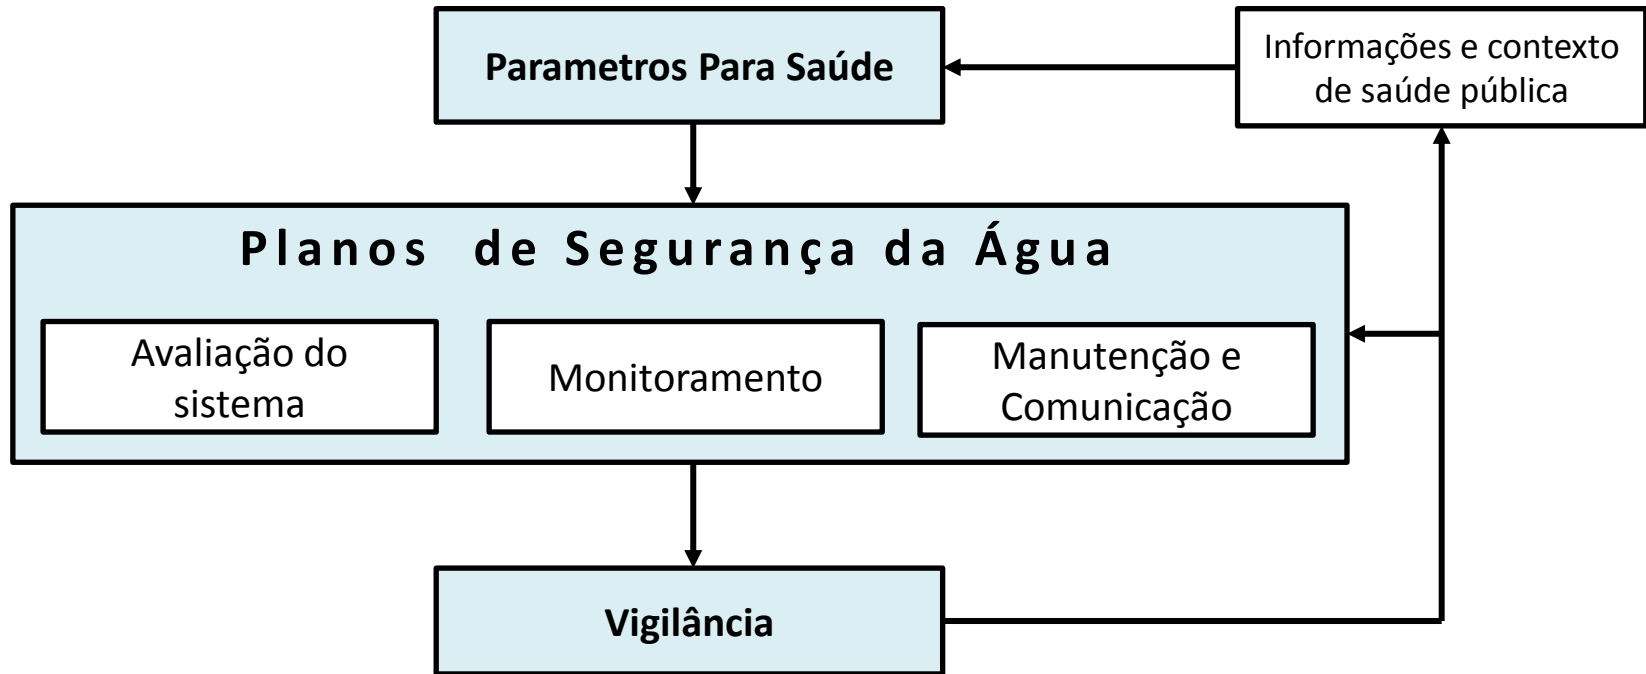 Parametros Para Saúde
Informações e contexto
de saúde pública
Planos de Segurança da Água
Avaliação do
sistema
Monitoramento
Manutenção e
Comunicação
Vigilância